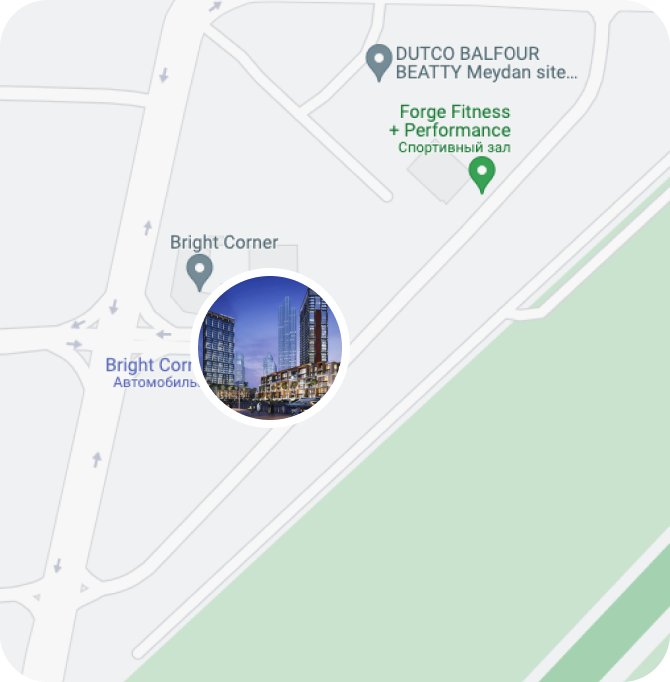 DUTCO BALFOUR
BEATTY Meydan site...
Forge Fitness
+ Performance
Спортивный зал
Bright Corner
Bright Corn
Автомобиль